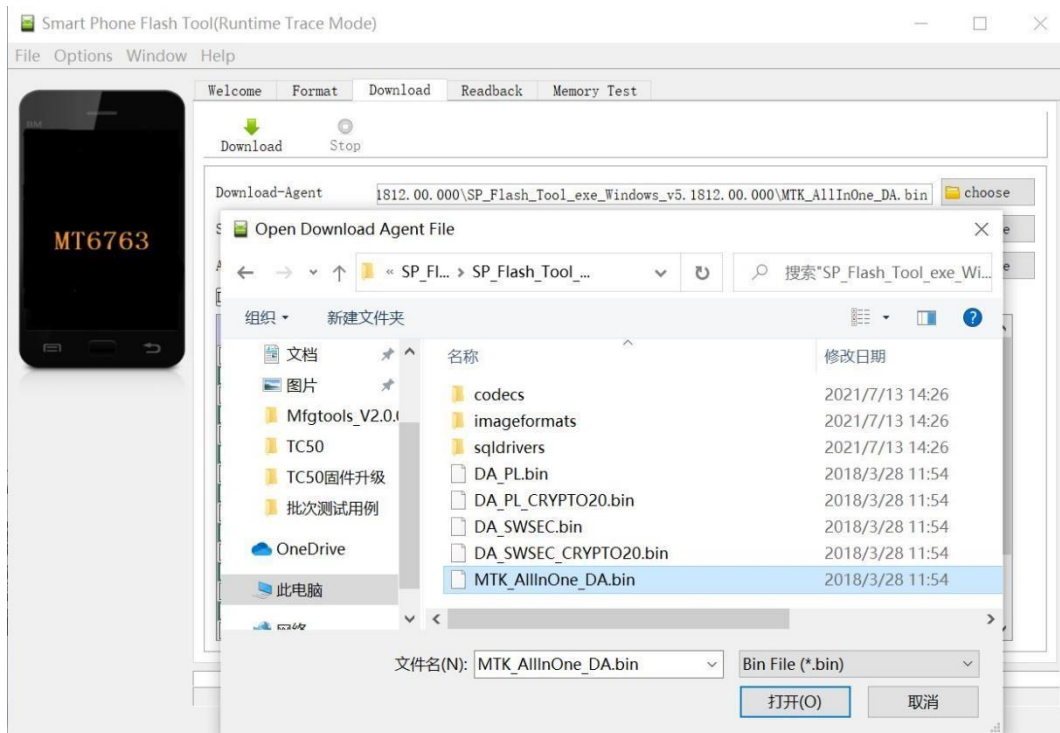 Smart Phone Flash Tool(Runtime Trace Mode)
File Options Window Help
Welcome Format Download Readback Memory Test
Download Stop
Download-Agent 1812.00.000\SP_Flash_Tool_exe_Windows_v5.1812.00.000\MTK_AllInOne_DA.bin choose
BM
MT6763
Open Download Agent File
« SP_Fl... › SP_Flash_Tool_... 搜索"SP_Flash_Tool_exe_Wi...
组织 新建文件夹
文档
图片
Mfgtools_V2.0.
TC50
TC50固件升级
批次测试用例
OneDrive
此电脑
网络
名称 修改日期
codecs 2021/7/13 14:26
imageformats 2021/7/13 14:26
sqldrivers 2021/7/13 14:26
DA_PL.bin 2018/3/28 11:54
DA_PL_CRYPTO20.bin 2018/3/28 11:54
DA_SWSEC.bin 2018/3/28 11:54
DA_SWSEC_CRYPTO20.bin 2018/3/28 11:54
MTK_AllInOne_DA.bin 2018/3/28 11:54
文件名(N): MTK_AllInOne_DA.bin Bin File (*.bin)
打开(O) 取消